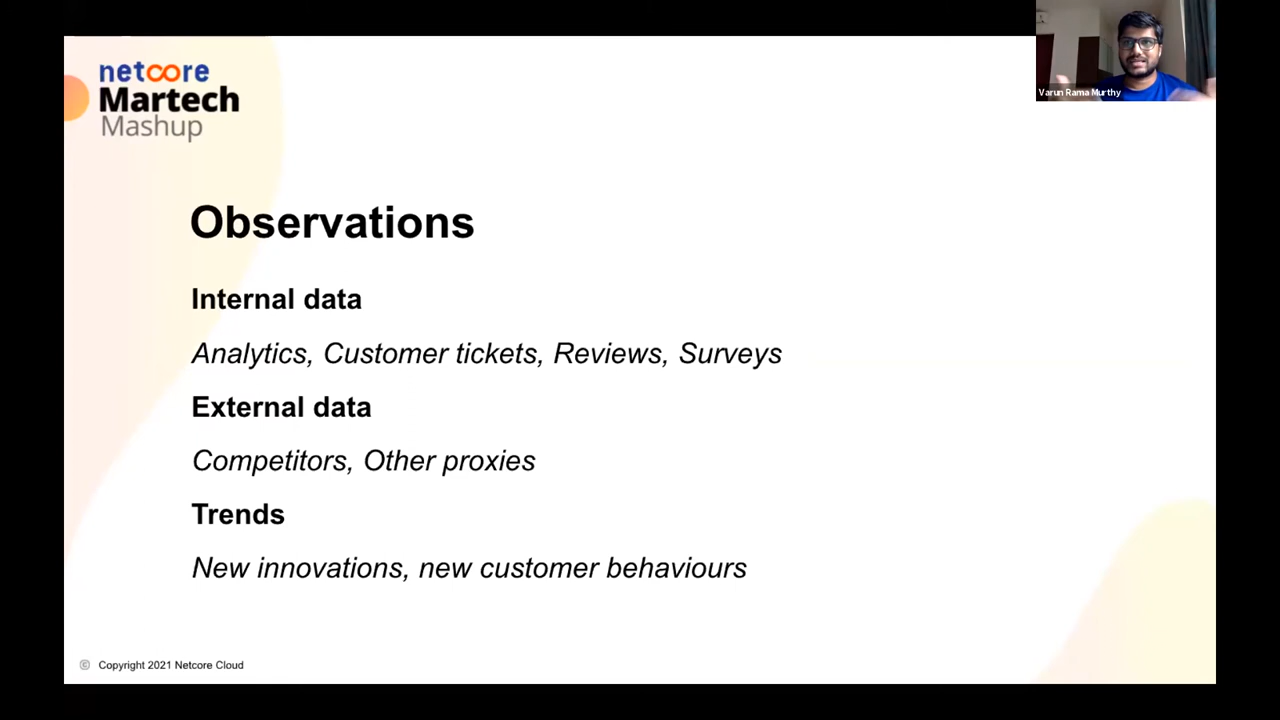 netcore
Martech
Mashup
Varun Rama Murthy
Observations
Internal data
Analytics, Customer tickets, Reviews, Surveys
External data
Competitors, Other proxies
Trends
New innovations, new customer behaviours
© Copyright 2021 Netcore Cloud